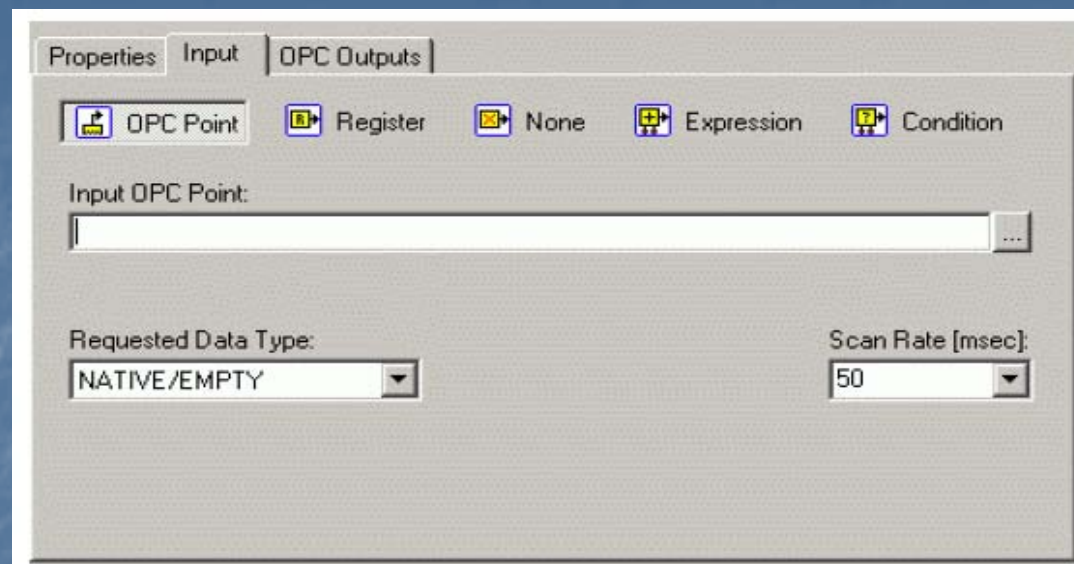 Properties Input OPC Outputs
OPC Point Register None Expression Condition
Input OPC Point:
...
Requested Data Type: Scan Rate [msec]:
NATIVE/EMPTY 50